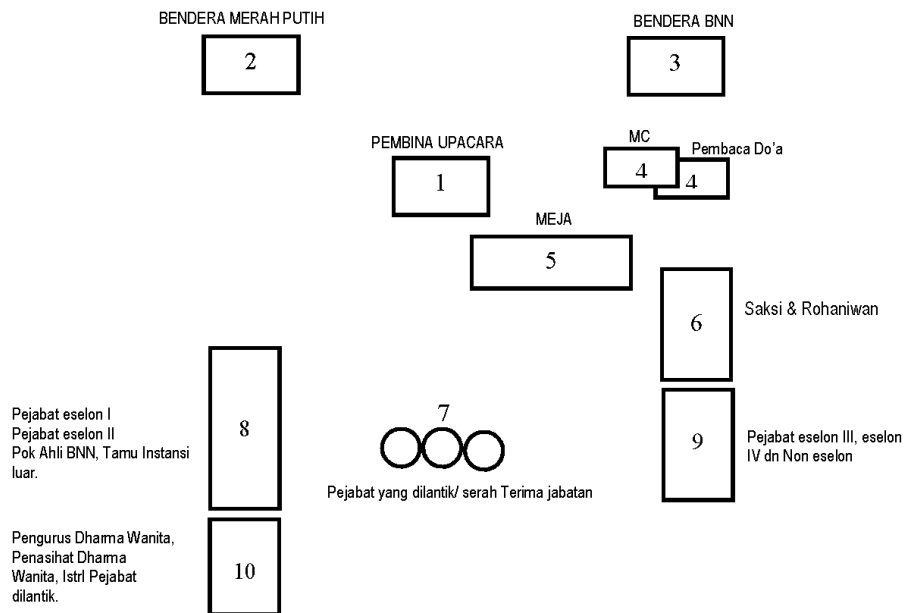 BENDERA MERAH PUTIH
2
BENDERA BNN
3
PEMBINA UPACARA
1
MC
4
Pembaca Do'a
4
MEJA
5
6
Saksi & Rohaniwan
Pejabat eselon I
Pejabat eselon II
Pok Ahli BNN, Tamu Instansi
luar.
8
7
Pejabat yang dilantik/ serah Terima jabatan
9
Pejabat eselon III, eselon
IV dn Non eselon
Pengurus Dharma Wanita,
Penasihat Dharma
Wanita, Istrl Pejabat
dilantik.
10